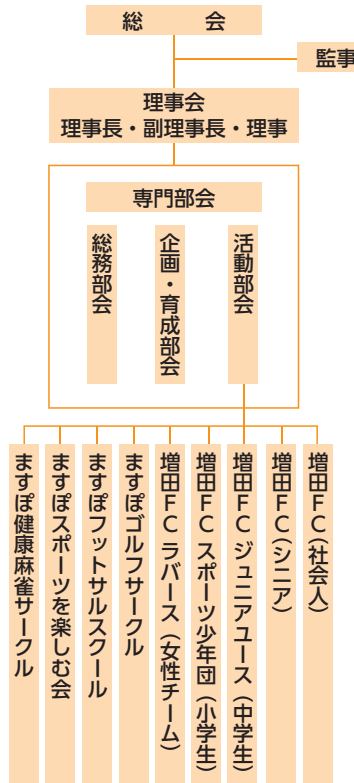 総　会
監事
理事会
理事長・副理事長・理事
専門部会
総務部会
企画・育成部会
活動部会
ますぽ健康麻雀サークル
ますぽスポーツを楽しむ会
ますぽフットサルスクール
ますぽゴルフサークル
増田FC ラバース（女性チーム）
増田FC スポーツ少年団（小学生）
増田FC ジュニアユース（中学生）
増田FC（シニア）
増田FC（社会人）